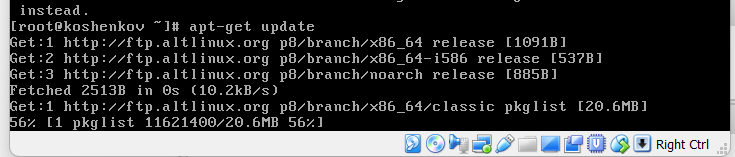 instead.
[root@koshenkov ~]# apt-get update
Get:1 http://ftp.altlinux.org p8/branch/x86_64 release [1091B]
Get:2 http://ftp.altlinux.org p8/branch/x86_64-i586 release [537B]
Get:3 http://ftp.altlinux.org p8/branch/noarch release [885B]
Fetched 2513B in 0s (10.2kB/s)
Get:1 http://ftp.altlinux.org p8/branch/x86_64/classic pkglist [20.6MB]
56% [1 pkglist 11621400/20.6MB 56%]
Right Ctrl